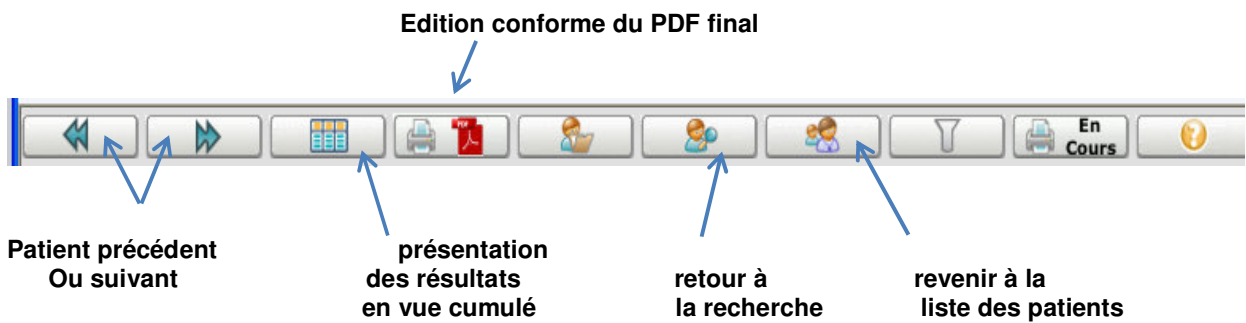 Edition conforme du PDF final
PDF
En
Cours
?
Patient précédent
Ou suivant
présentation
des résultats
en vue cumulé
retour à
la recherche
revenir à la
liste des patients